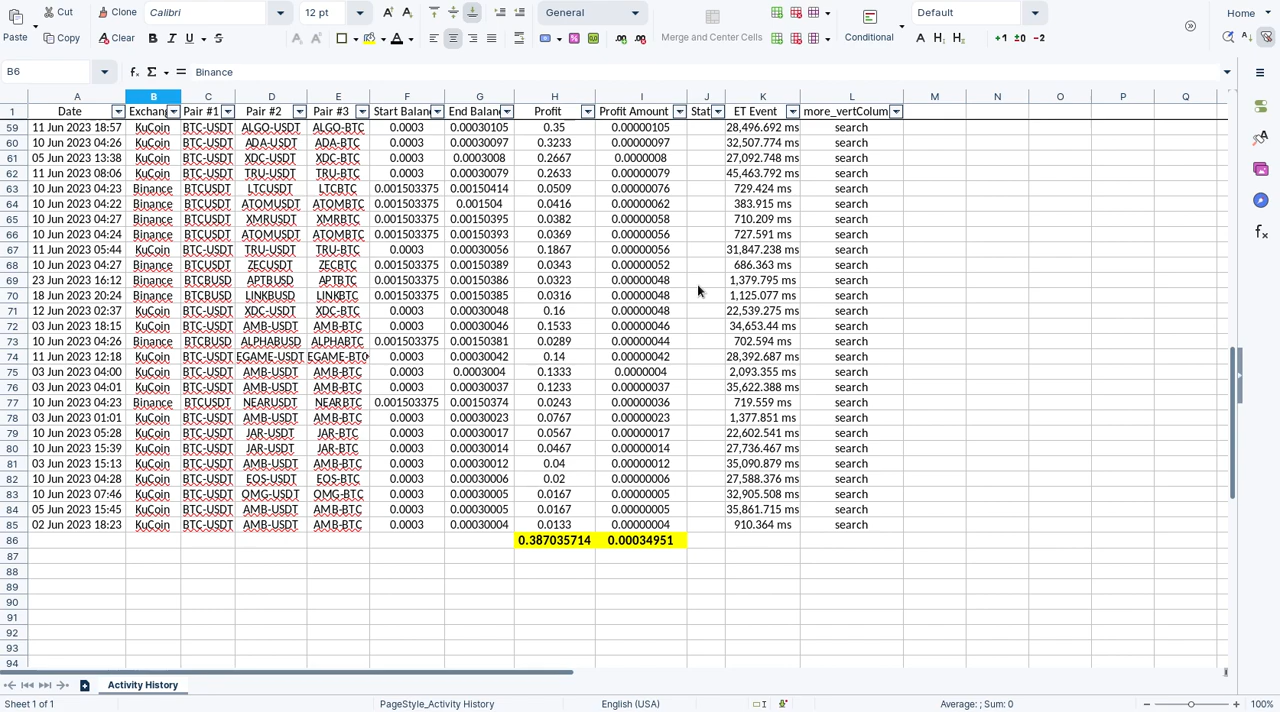 Paste Clone Copy Clear Calibri 12 pt General Merge and Center Cells Conditional Default +1 ±0 −2 Home
B6 Binance
A B C D E F G H I J K L M N O P Q
1 Date Exchan Pair #1 Pair #2 Pair #3 Start Balan End Balan Profit Profit Amount Stat ET Event more_vertColum
59 11 Jun 2023 18:57 KuCoin BTC-USDT ALGO-USDT ALGO-BTC 0.0003 0.00030105 0.35 0.00000105 28,496.692 ms search
60 10 Jun 2023 04:26 KuCoin BTC-USDT ADA-USDT ADA-BTC 0.0003 0.00030097 0.3233 0.00000097 32,507.774 ms search
61 05 Jun 2023 13:38 KuCoin BTC-USDT XDC-USDT XDC-BTC 0.0003 0.0003008 0.2667 0.0000008 27,092.748 ms search
62 11 Jun 2023 08:06 KuCoin BTC-USDT TRU-USDT TRU-BTC 0.0003 0.00030079 0.2633 0.00000079 45,463.792 ms search
63 10 Jun 2023 04:23 Binance BTCUSDT LTCUSDT LTCBTC 0.001503375 0.00150414 0.0509 0.00000076 729.424 ms search
64 10 Jun 2023 04:22 Binance BTCUSDT ATOMUSDT ATOMBTC 0.001503375 0.001504 0.0416 0.00000062 383.915 ms search
65 10 Jun 2023 04:27 Binance BTCUSDT XMRUSDT XMRBTC 0.001503375 0.00150395 0.0382 0.00000058 710.209 ms search
66 10 Jun 2023 04:24 Binance BTCUSDT ATOMUSDT ATOMBTC 0.001503375 0.00150393 0.0369 0.00000056 727.591 ms search
67 11 Jun 2023 05:44 KuCoin BTC-USDT TRU-USDT TRU-BTC 0.0003 0.00030056 0.1867 0.00000056 31,847.238 ms search
68 10 Jun 2023 04:27 Binance BTCUSDT ZECUSDT ZECBTC 0.001503375 0.00150389 0.0343 0.00000052 686.363 ms search
69 23 Jun 2023 16:12 Binance BTCBUSD APTBUSD APTBTC 0.001503375 0.00150386 0.0323 0.00000048 1,379.795 ms search
70 18 Jun 2023 20:24 Binance BTCBUSD LINKBUSD LINKBTC 0.001503375 0.00150385 0.0316 0.00000048 1,125.077 ms search
71 12 Jun 2023 02:37 KuCoin BTC-USDT XDC-USDT XDC-BTC 0.0003 0.00030048 0.16 0.00000048 22,539.275 ms search
72 03 Jun 2023 18:15 KuCoin BTC-USDT AMB-USDT AMB-BTC 0.0003 0.00030046 0.1533 0.00000046 34,653.44 ms search
73 10 Jun 2023 04:26 Binance BTCBUSD ALPHABUSD ALPHABTC 0.001503375 0.00150381 0.0289 0.00000044 702.594 ms search
74 11 Jun 2023 12:18 KuCoin BTC-USDT EGAME-USDT EGAME-BTC 0.0003 0.00030042 0.14 0.00000042 28,392.687 ms search
75 03 Jun 2023 04:00 KuCoin BTC-USDT AMB-USDT AMB-BTC 0.0003 0.0003004 0.1333 0.0000004 2,093.355 ms search
76 03 Jun 2023 04:01 KuCoin BTC-USDT AMB-USDT AMB-BTC 0.0003 0.00030037 0.1233 0.00000037 35,622.388 ms search
77 10 Jun 2023 04:23 Binance BTCUSDT NEARUSDT NEARBTC 0.001503375 0.00150374 0.0243 0.00000036 719.559 ms search
78 03 Jun 2023 01:01 KuCoin BTC-USDT AMB-USDT AMB-BTC 0.0003 0.00030023 0.0767 0.00000023 1,377.851 ms search
79 10 Jun 2023 05:28 KuCoin BTC-USDT JAR-USDT JAR-BTC 0.0003 0.00030017 0.0567 0.00000017 22,602.541 ms search
80 10 Jun 2023 15:39 KuCoin BTC-USDT JAR-USDT JAR-BTC 0.0003 0.00030014 0.0467 0.00000014 27,736.467 ms search
81 03 Jun 2023 15:13 KuCoin BTC-USDT AMB-USDT AMB-BTC 0.0003 0.00030012 0.04 0.00000012 35,090.879 ms search
82 10 Jun 2023 04:28 KuCoin BTC-USDT EOS-USDT EOS-BTC 0.0003 0.00030006 0.02 0.00000006 27,588.376 ms search
83 10 Jun 2023 07:46 KuCoin BTC-USDT OMG-USDT OMG-BTC 0.0003 0.00030005 0.0167 0.00000005 32,905.508 ms search
84 05 Jun 2023 15:45 KuCoin BTC-USDT AMB-USDT AMB-BTC 0.0003 0.00030005 0.0167 0.00000005 35,861.715 ms search
85 02 Jun 2023 18:23 KuCoin BTC-USDT AMB-USDT AMB-BTC 0.0003 0.00030004 0.0133 0.00000004 910.364 ms search
86 0.387035714 0.00034951
87
88
89
90
91
92
93
94
Activity History
Sheet 1 of 1 PageStyle_Activity History English (USA) Average: ; Sum: 0 100%